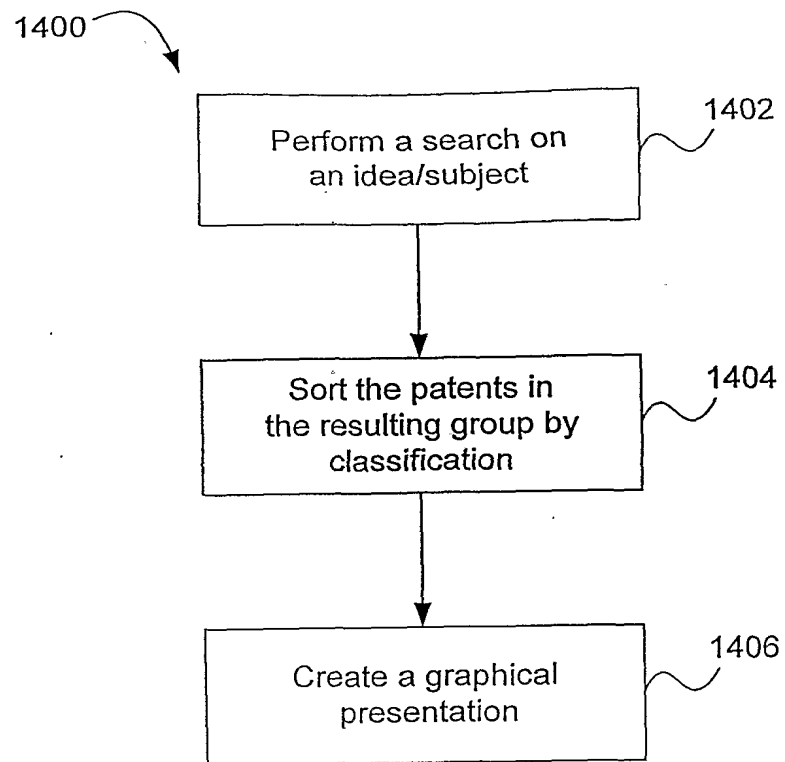 1400
Perform a search on
an idea/subject
1402
Sort the patents in
the resulting group by
classification
1404
Create a graphical
presentation
1406